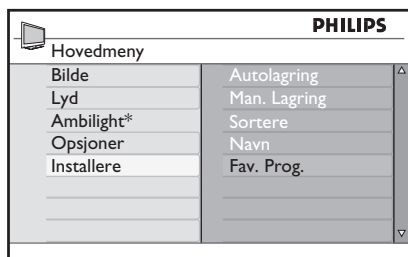 PHILIPS
Hovedmeny
Bilde
Lyd
Ambilight*
Opsjoner
Installere
Autolagring
Man. Lagring
Sortere
Navn
Fav. Prog.